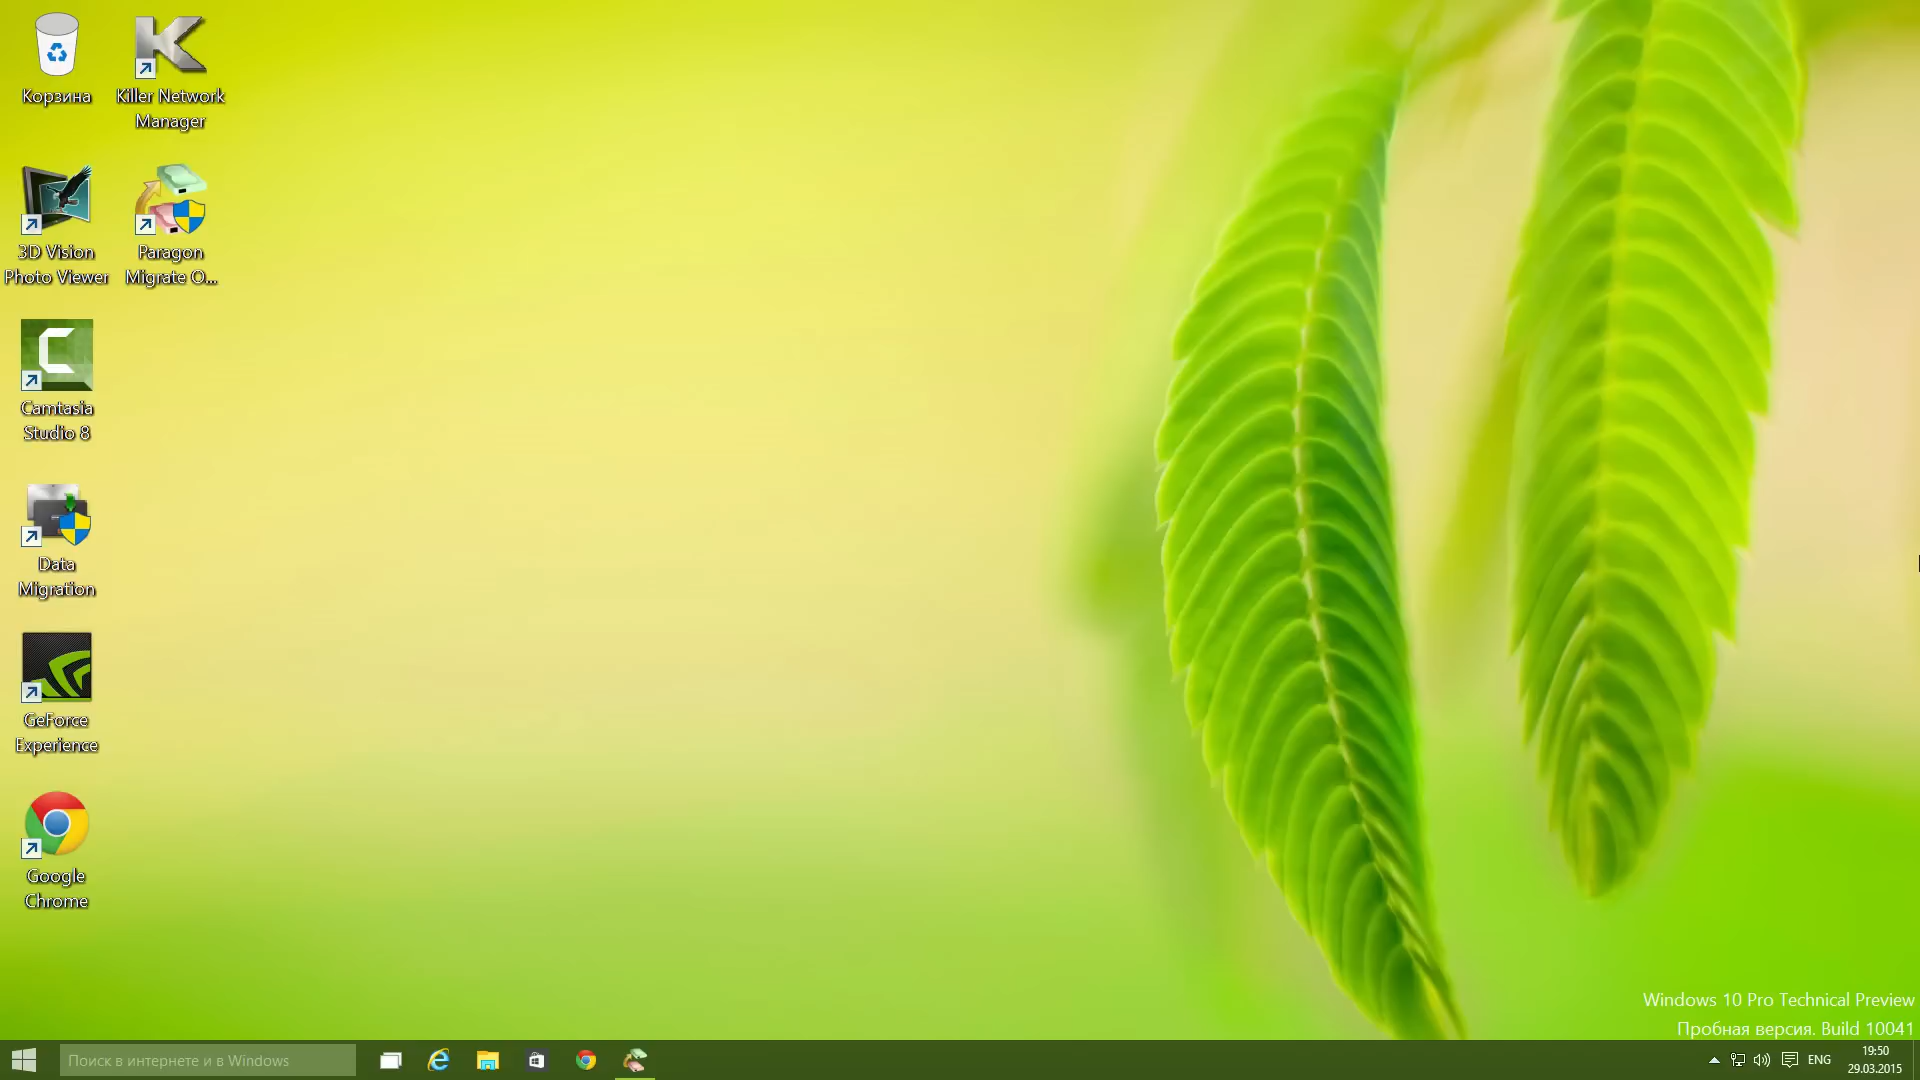 Корзина
Killer Network
Manager
3D Vision
Photo Viewer
Paragon
Migrate O...
Camtasia
Studio 8
Data
Migration
GeForce
Experience
Google
Chrome
Windows 10 Pro Technical Preview
Пробная версия. Build 10041
Поиск в интернете и в Windows
ENG
19:50
29.03.2015